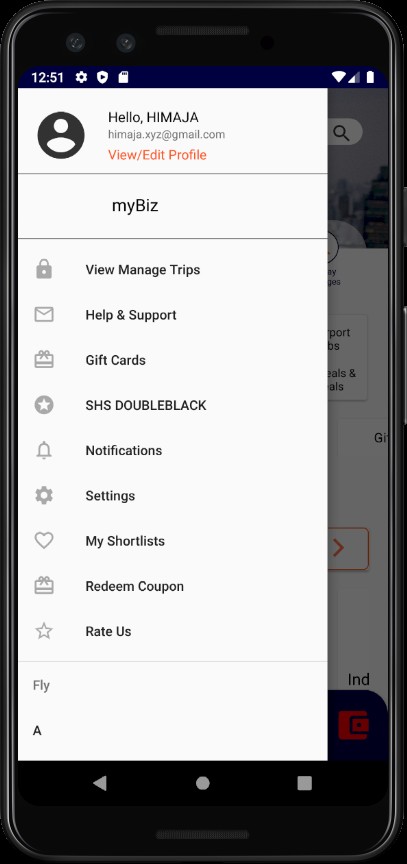 12:51
Hello, HIMAJA
himaja.xyz@gmail.com
View/Edit Profile
myBiz
View Manage Trips
Help & Support
Gift Cards
SHS DOUBLEBLACK
Notifications
Settings
My Shortlists
Redeem Coupon
Rate Us
Fly
A
by
ges
port
bs
eals &
als
Gi
Ind